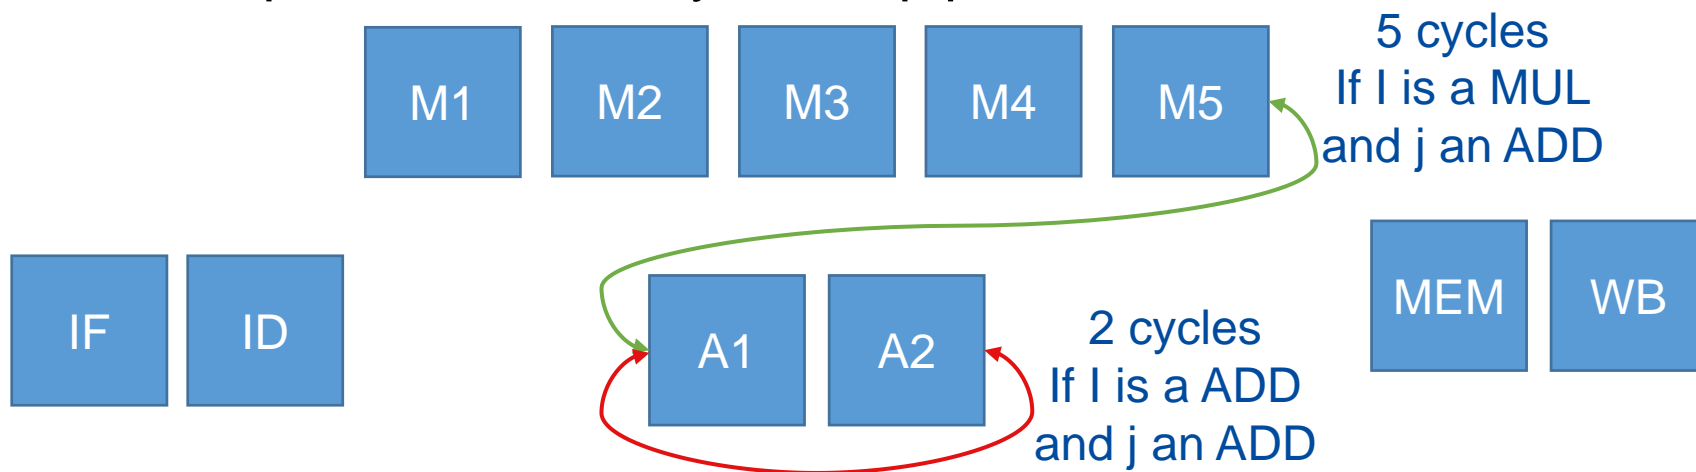 M1 M2 M3 M4 M5
5 cycles
If I is a MUL
and j an ADD
IF ID
A1 A2
MEM WB
2 cycles
If I is a ADD
and j an ADD